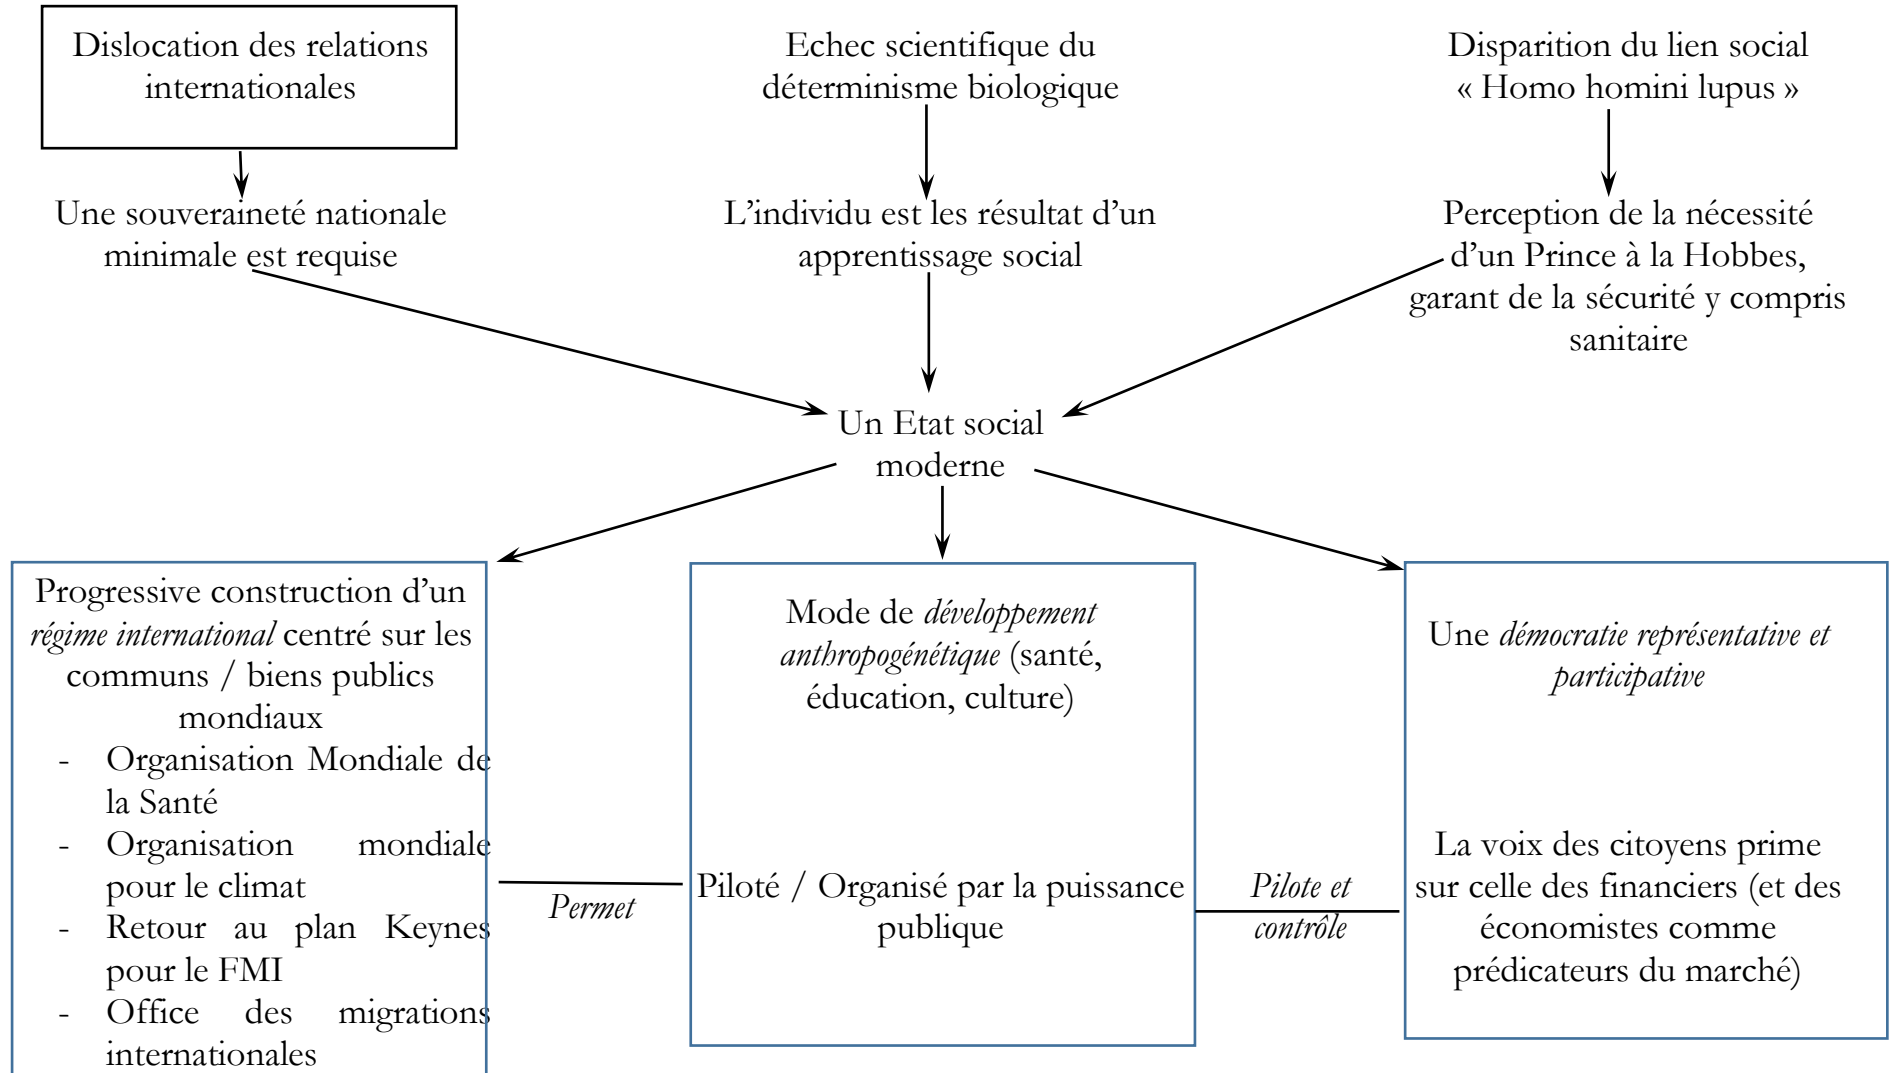 Dislocation des relations
internationales
Echec scientifique du
déterminisme biologique
Disparition du lien social
« Homo homini lupus »
Une souveraineté nationale
minimale est requise
L’individu est les résultat d’un
apprentissage social
Perception de la nécessité
d’un Prince à la Hobbes,
garant de la sécurité y compris
sanitaire
Un Etat social
moderne
Progressive construction d’un
régime international centré sur les
communs / biens publics
mondiaux
- Organisation Mondiale de
la Santé
- Organisation mondiale
pour le climat
- Retour au plan Keynes
pour le FMI
- Office des migrations
internationales
Permet
Mode de développement
anthropogénétique (santé,
éducation, culture)
Piloté / Organisé par la puissance
publique
Pilote et
contrôle
Une démocratie représentative et
participative
La voix des citoyens prime
sur celle des financiers (et des
économistes comme
prédicateurs du marché)